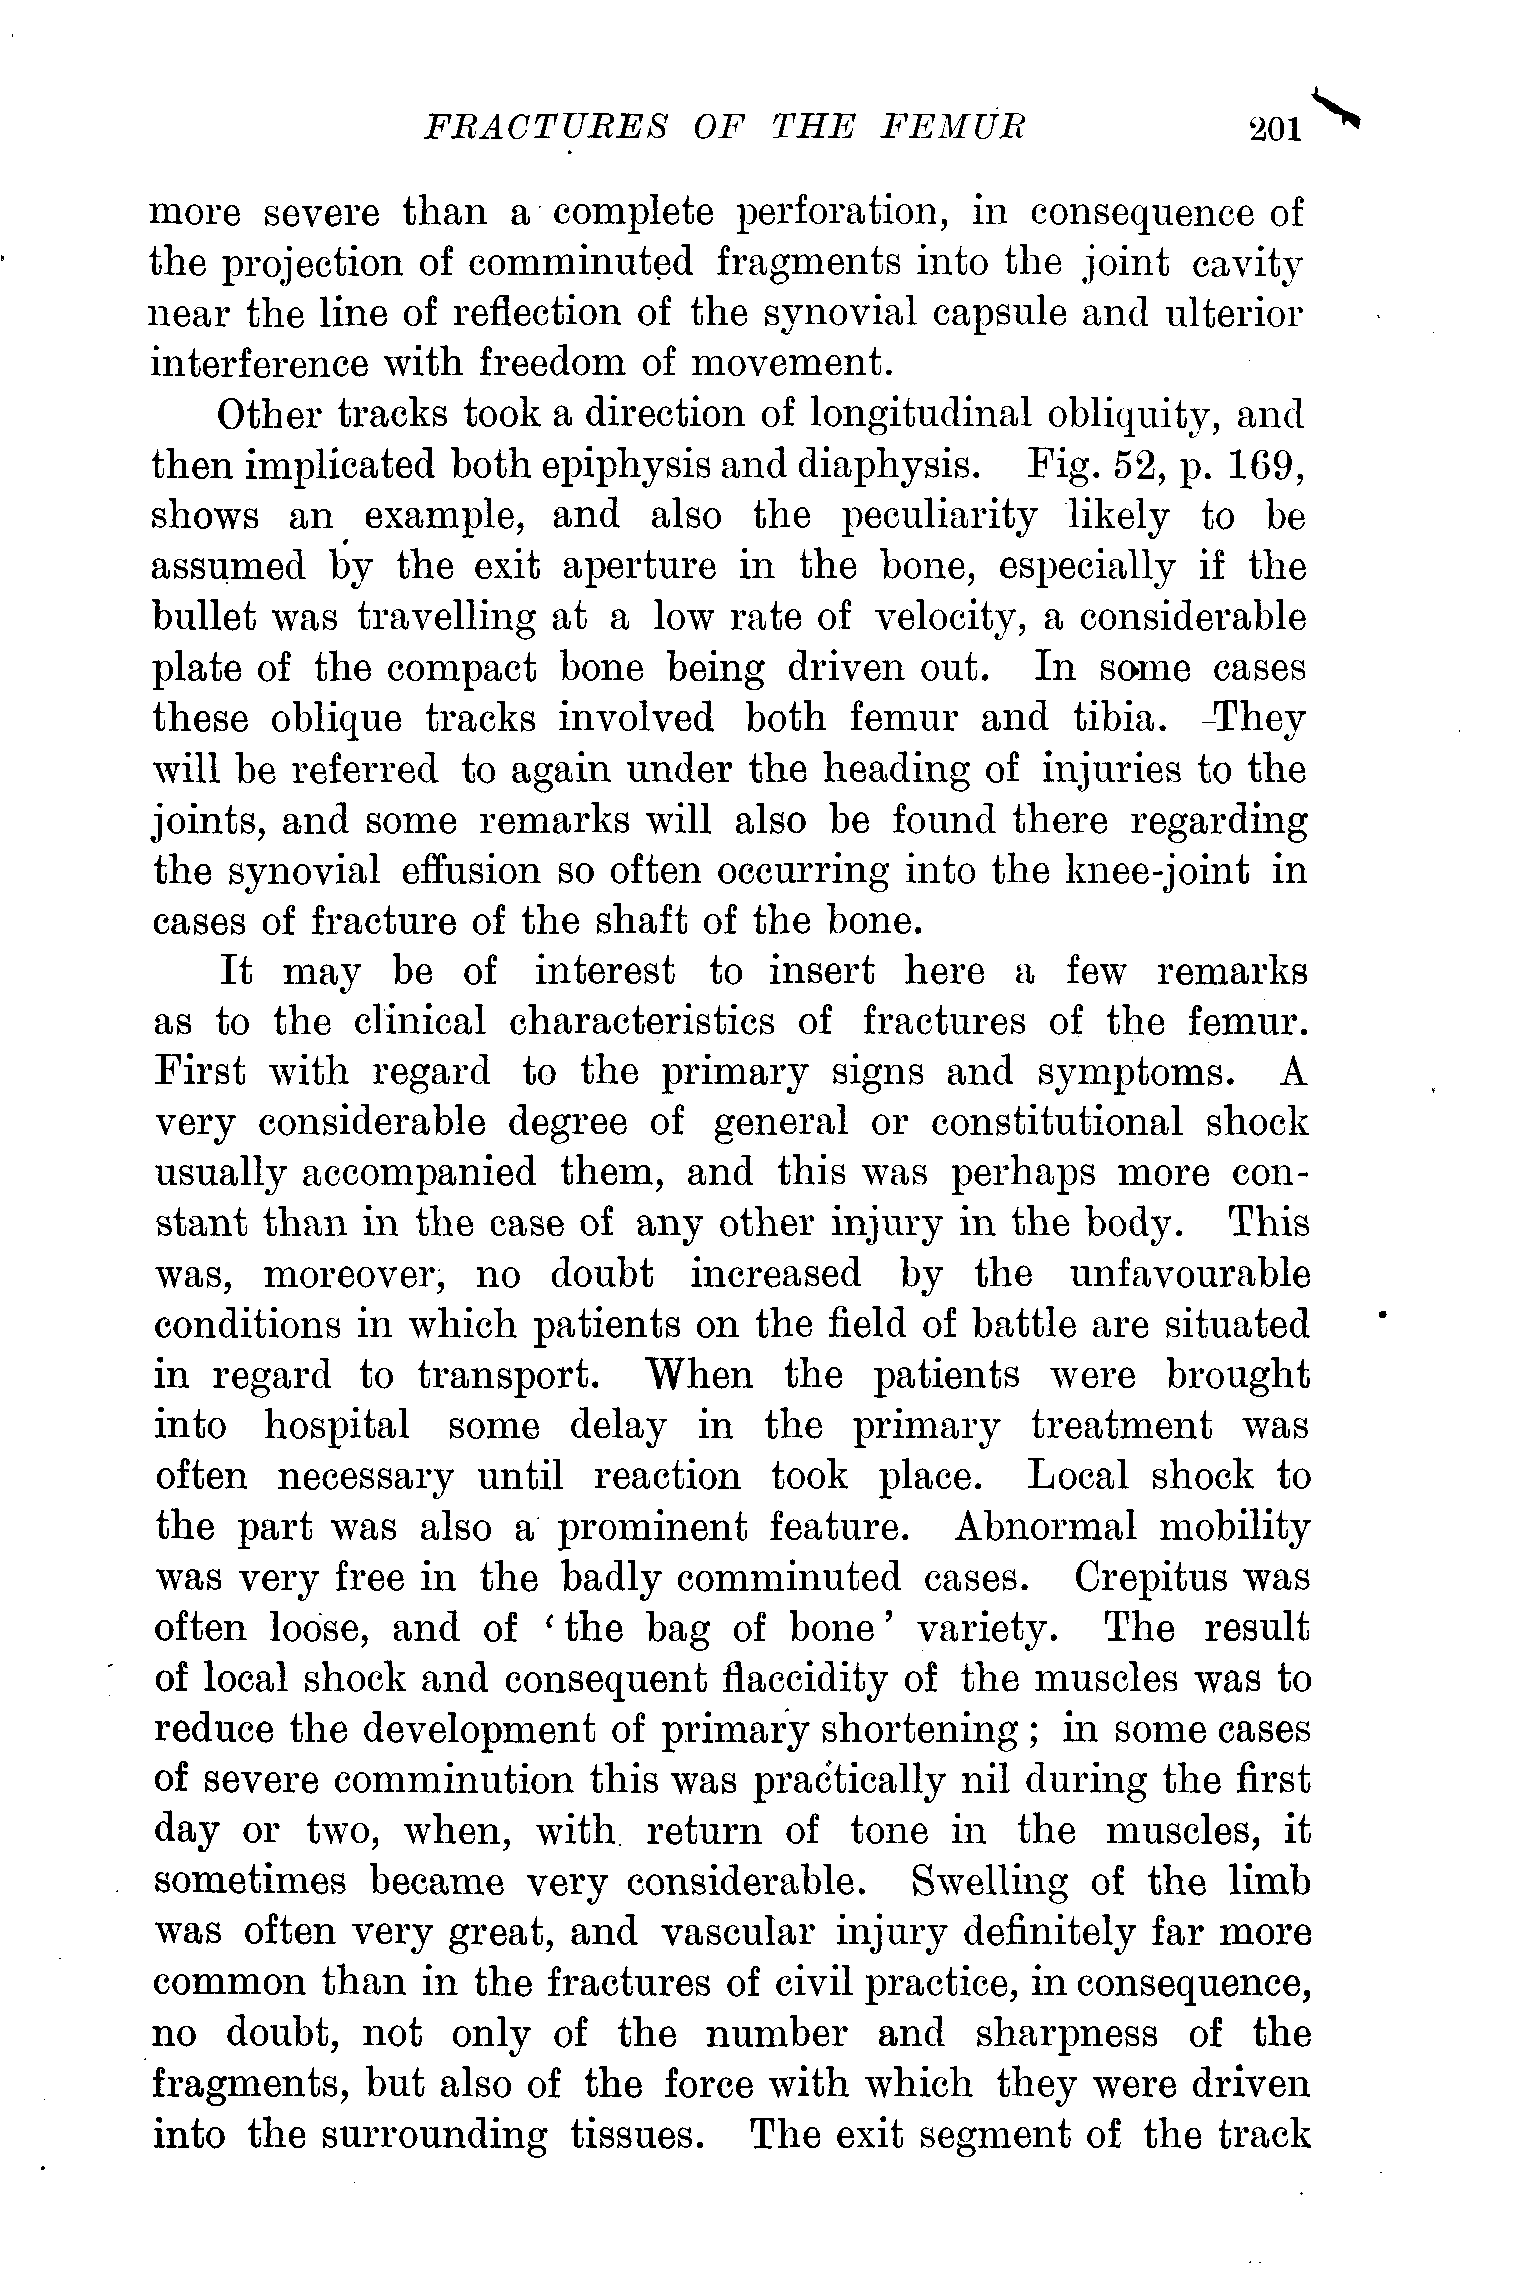 FRACTURES OF THE FEMUR 201
more severe than a complete perforation, in consequence of
the projection of comminuted fragments into the joint cavity
near the line of reflection of the synovial capsule and ulterior
interference with freedom of movement.
Other tracks took a direction of longitudinal obliquity, and
then implicated both epiphysis and diaphysis. Fig. 52, p. 169,
shows an example, and also the peculiarity likely to be
assumed by the exit aperture in the bone, especially if the
bullet was travelling at a low rate of velocity, a considerable
plate of the compact bone being driven out. In some cases
these oblique tracks involved both femur and tibia. They
will be referred to again under the heading of injuries to the
joints, and some remarks will also be found there regarding
the synovial effusion so often occurring into the knee-joint in
cases of fracture of the shaft of the bone.
It may be of interest to insert here a few remarks
as to the clinical characteristics of fractures of the femur.
First with regard to the primary signs and symptoms. A
very considerable degree of general or constitutional shock
usually accompanied them, and this was perhaps more con-
stant than in the case of any other injury in the body. This
was, moreover, no doubt increased by the unfavourable
conditions in which patients on the field of battle are situated
in regard to transport. When the patients were brought
into hospital some delay in the primary treatment was
often necessary until reaction took place. Local shock to
the part was also a prominent feature. Abnormal mobility
was very free in the badly comminuted cases. Crepitus was
often loose, and of ‘the bag of bone’ variety. The result
of local shock and consequent flaccidity of the muscles was to
reduce the development of primary shortening; in some cases
of severe comminution this was practically nil during the first
day or two, when, with return of tone in the muscles, it
sometimes became very considerable. Swelling of the limb
was often very great, and vascular injury definitely far more
common than in the fractures of civil practice, in consequence,
no doubt, not only of the number and sharpness of the
fragments, but also of the force with which they were driven
into the surrounding tissues. The exit segment of the track